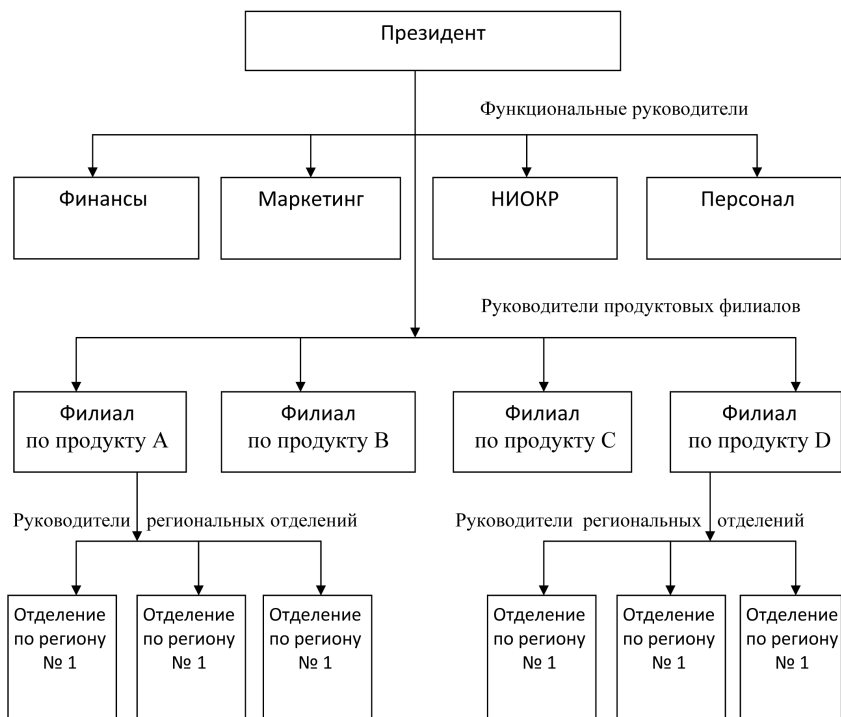 Президент
Функциональные руководители
Финансы
Маркетинг
НИОКР
Персонал
Руководители продуктовых филиалов
Филиал
по продукту A
Филиал
по продукту B
Филиал
по продукту C
Филиал
по продукту D
Руководители региональных отделений
Руководители региональных отделений
Отделение
по региону
№ 1
Отделение
по региону
№ 1
Отделение
по региону
№ 1
Отделение
по региону
№ 1
Отделение
по региону
№ 1
Отделение
по региону
№ 1